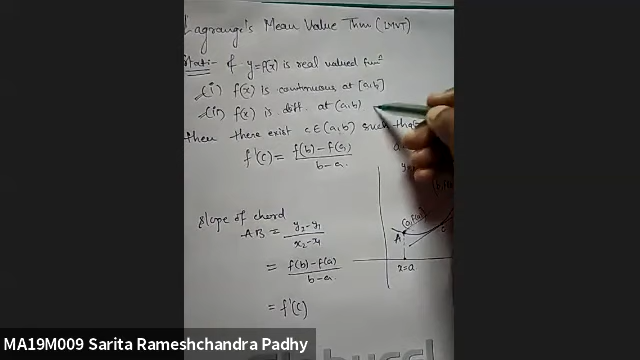 Lagrange's Mean Value Thm (LMVT)
Stat:- If y=f(x) is real valued funⁿ
(i) f(x) is continuous at [a,b]
(ii) f(x) is diff. at (a,b)
then there exist c∈(a,b) such that
f'(c) = f(b)-f(a) / b-a.
slope of chord
AB = y2-y1 / x2-x1
= f(b)-f(a) / b-a.
= f'(c)
(a,f(a))
A
c
x=a
MA19M009 Sarita Rameshchandra Padhy